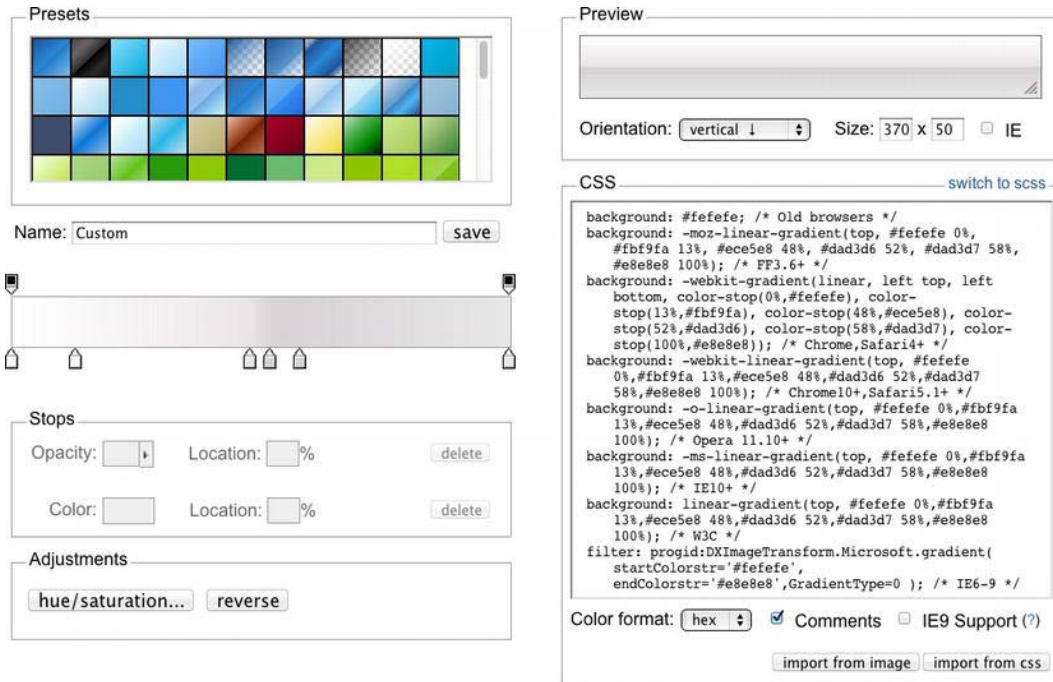 Presets
Name: Custom save
Stops
Opacity: Location: % delete
Color: Location: % delete
Adjustments
hue/saturation... reverse
Preview
Orientation: vertical ↓ Size: 370 x 50 IE
CSS switch to scss
background: #fefefe; /* Old browsers */
background: -moz-linear-gradient(top, #fefefe 0%,
#fbf9fa 13%, #ece5e8 48%, #dad3d6 52%, #dad3d7 58%,
#e8e8e8 100%); /* FF3.6+ */
background: -webkit-gradient(linear, left top, left
bottom, color-stop(0%,#fefefe), color-
stop(13%,#fbf9fa), color-stop(48%,#ece5e8), color-
stop(52%,#dad3d6), color-stop(58%,#dad3d7), color-
stop(100%,#e8e8e8)); /* Chrome,Safari4+ */
background: -webkit-linear-gradient(top, #fefefe
0%,#fbf9fa 13%,#ece5e8 48%,#dad3d6 52%,#dad3d7
58%,#e8e8e8 100%); /* Chrome10+,Safari5.1+ */
background: -o-linear-gradient(top, #fefefe 0%,#fbf9fa
13%,#ece5e8 48%,#dad3d6 52%,#dad3d7 58%,#e8e8e8
100%); /* Opera 11.10+ */
background: -ms-linear-gradient(top, #fefefe 0%,#fbf9fa
13%,#ece5e8 48%,#dad3d6 52%,#dad3d7 58%,#e8e8e8
100%); /* IE10+ */
background: linear-gradient(top, #fefefe 0%,#fbf9fa
13%,#ece5e8 48%,#dad3d6 52%,#dad3d7 58%,#e8e8e8
100%); /* W3C */
filter: progid:DXImageTransform.Microsoft.gradient(
startColorstr='#fefefe',
endColorstr='#e8e8e8',GradientType=0 ); /* IE6-9 */
Color format: hex Comments IE9 Support (?)
import from image import from css